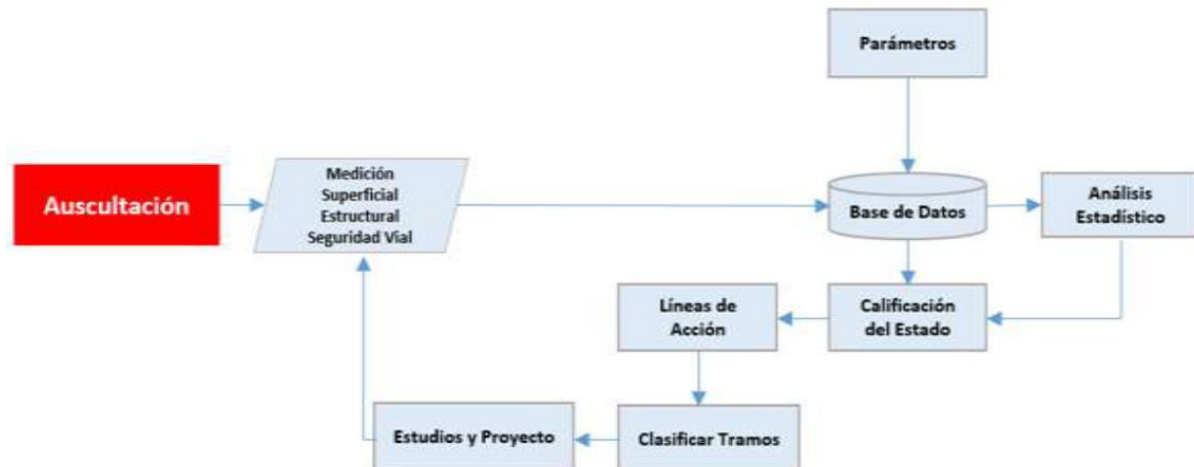 Parámetros
Auscultación
Medición
Superficial
Estructural
Seguridad Vial
Base de Datos
Análisis
Estadístico
Líneas de
Acción
Calificación
del Estado
Estudios y Proyecto
Clasificar Tramos